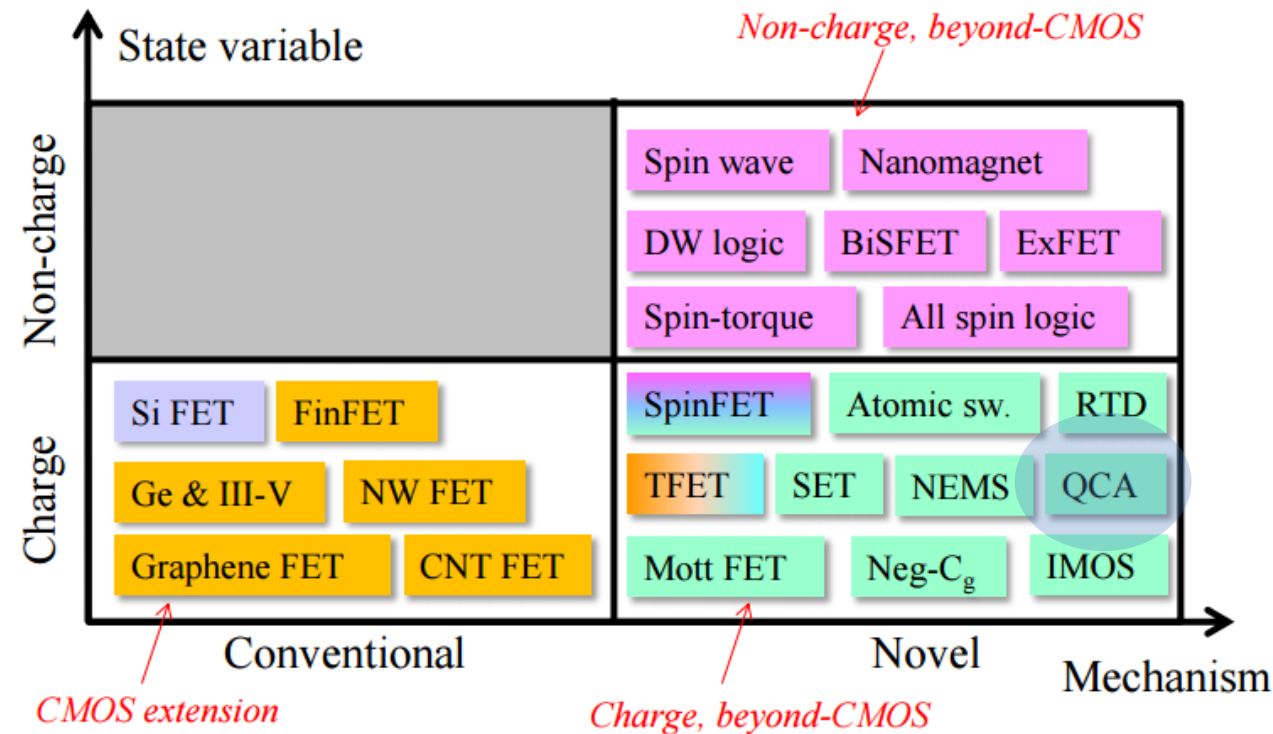 State variable
Non-charge, beyond-CMOS
Non-charge
Spin wave
Nanomagnet
DW logic
BiSFET
ExFET
Spin-torque
All spin logic
Charge
Si FET
FinFET
Ge & III-V
NW FET
Graphene FET
CNT FET
SpinFET
Atomic sw.
RTD
TFET
SET
NEMS
QCA
Mott FET
Neg-Cg
IMOS
Conventional
Novel
Mechanism
CMOS extension
Charge, beyond-CMOS